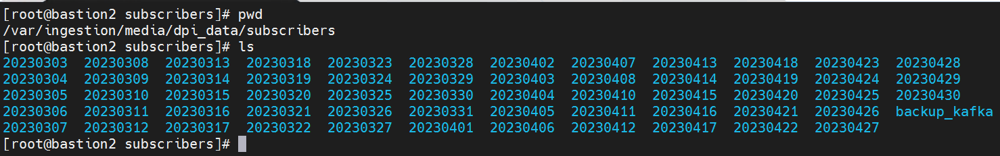 [root@bastion2 subscribers]# pwd
/var/ingestion/media/dpi_data/subscribers
[root@bastion2 subscribers]# ls
20230303  20230308  20230313  20230318  20230323  20230328  20230402  20230407  20230413  20230418  20230423  20230428
20230304  20230309  20230314  20230319  20230324  20230329  20230403  20230408  20230414  20230419  20230424  20230429
20230305  20230310  20230315  20230320  20230325  20230330  20230404  20230410  20230415  20230420  20230425  20230430
20230306  20230311  20230316  20230321  20230326  20230331  20230405  20230411  20230416  20230421  20230426  backup_kafka
20230307  20230312  20230317  20230322  20230327  20230401  20230406  20230412  20230417  20230422  20230427
[root@bastion2 subscribers]#